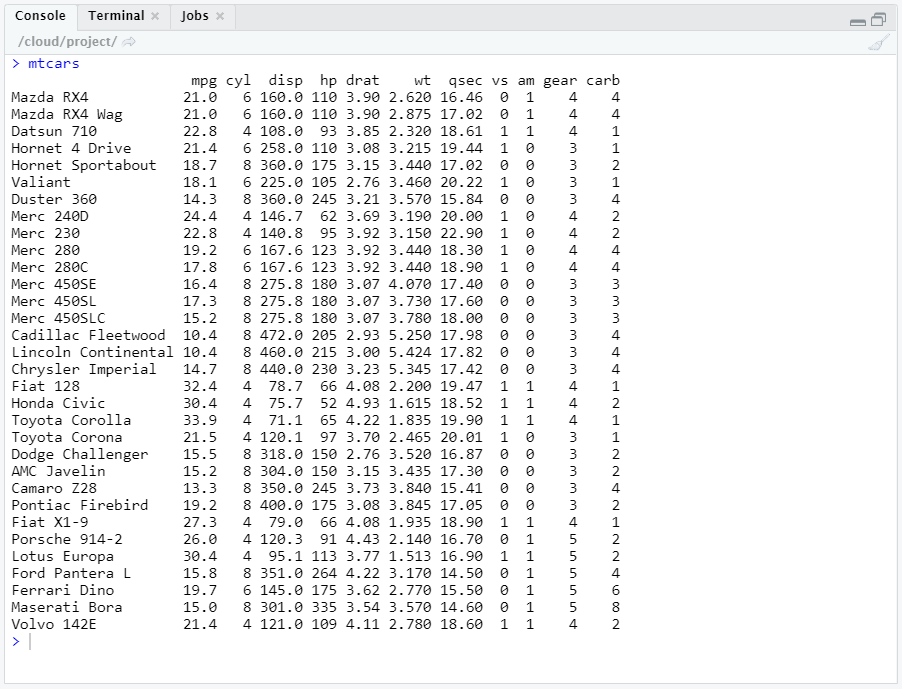 Console Terminal Jobs
/cloud/project/
> mtcars
                     mpg cyl  disp  hp drat    wt  qsec vs am gear carb
Mazda RX4           21.0   6 160.0 110 3.90 2.620 16.46  0  1    4    4
Mazda RX4 Wag       21.0   6 160.0 110 3.90 2.875 17.02  0  1    4    4
Datsun 710          22.8   4 108.0  93 3.85 2.320 18.61  1  1    4    1
Hornet 4 Drive      21.4   6 258.0 110 3.08 3.215 19.44  1  0    3    1
Hornet Sportabout   18.7   8 360.0 175 3.15 3.440 17.02  0  0    3    2
Valiant             18.1   6 225.0 105 2.76 3.460 20.22  1  0    3    1
Duster 360          14.3   8 360.0 245 3.21 3.570 15.84  0  0    3    4
Merc 240D           24.4   4 146.7  62 3.69 3.190 20.00  1  0    4    2
Merc 230            22.8   4 140.8  95 3.92 3.150 22.90  1  0    4    2
Merc 280            19.2   6 167.6 123 3.92 3.440 18.30  1  0    4    4
Merc 280C           17.8   6 167.6 123 3.92 3.440 18.90  1  0    4    4
Merc 450SE          16.4   8 275.8 180 3.07 4.070 17.40  0  0    3    3
Merc 450SL          17.3   8 275.8 180 3.07 3.730 17.60  0  0    3    3
Merc 450SLC         15.2   8 275.8 180 3.07 3.780 18.00  0  0    3    3
Cadillac Fleetwood  10.4   8 472.0 205 2.93 5.250 17.98  0  0    3    4
Lincoln Continental 10.4   8 460.0 215 3.00 5.424 17.82  0  0    3    4
Chrysler Imperial   14.7   8 440.0 230 3.23 5.345 17.42  0  0    3    4
Fiat 128            32.4   4  78.7  66 4.08 2.200 19.47  1  1    4    1
Honda Civic         30.4   4  75.7  52 4.93 1.615 18.52  1  1    4    2
Toyota Corolla      33.9   4  71.1  65 4.22 1.835 19.90  1  1    4    1
Toyota Corona       21.5   4 120.1  97 3.70 2.465 20.01  1  0    3    1
Dodge Challenger    15.5   8 318.0 150 2.76 3.520 16.87  0  0    3    2
AMC Javelin         15.2   8 304.0 150 3.15 3.435 17.30  0  0    3    2
Camaro Z28          13.3   8 350.0 245 3.73 3.840 15.41  0  0    3    4
Pontiac Firebird    19.2   8 400.0 175 3.08 3.845 17.05  0  0    3    2
Fiat X1-9           27.3   4  79.0  66 4.08 1.935 18.90  1  1    4    1
Porsche 914-2       26.0   4 120.3  91 4.43 2.140 16.70  0  1    5    2
Lotus Europa        30.4   4  95.1 113 3.77 1.513 16.90  1  1    5    2
Ford Pantera L      15.8   8 351.0 264 4.22 3.170 14.50  0  1    5    4
Ferrari Dino        19.7   6 145.0 175 3.62 2.770 15.50  0  1    5    6
Maserati Bora       15.0   8 301.0 335 3.54 3.570 14.60  0  1    5    8
Volvo 142E          21.4   4 121.0 109 4.11 2.780 18.60  1  1    4    2
>